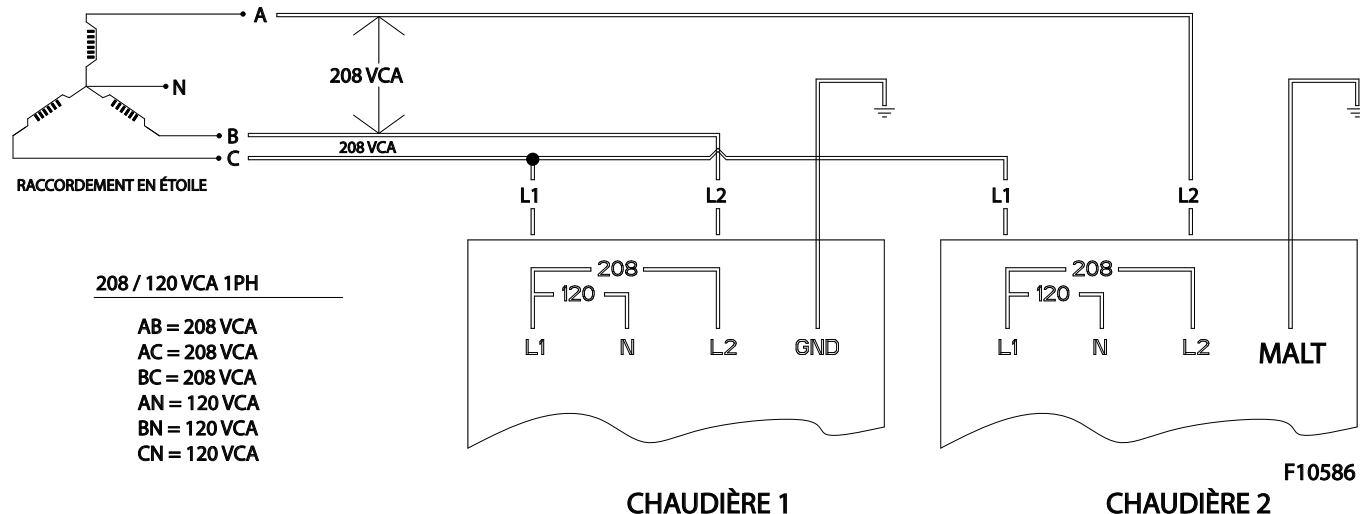 A
208 VCA
N
B
208 VCA
C
RACCORDEMENT EN ÉTOILE
L1
L2
L1
L2
208 / 120 VCA 1PH
AB = 208 VCA
AC = 208 VCA
BC = 208 VCA
AN = 120 VCA
BN = 120 VCA
CN = 120 VCA
208
120
L1
N
L2
GND
208
120
L1
N
L2
MALT
F10586
CHAUDIÈRE 1
CHAUDIÈRE 2